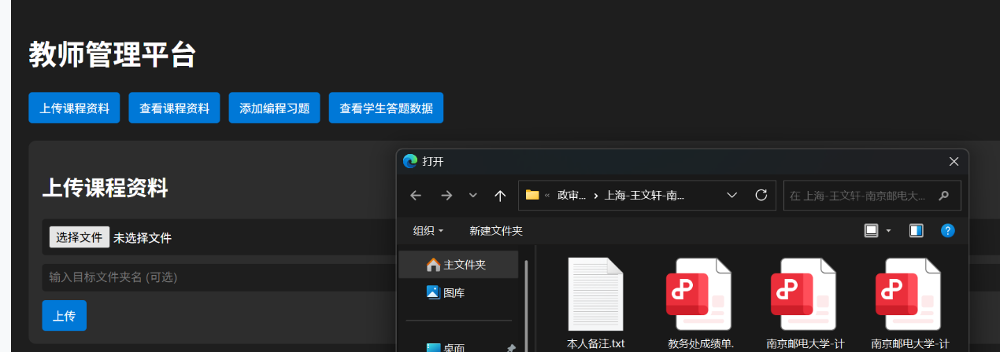 教师管理平台
上传课程资料 查看课程资料 添加编程习题 查看学生答题数据
上传课程资料
选择文件 未选择文件
输入目标文件夹名 (可选)
上传
打开
« 政审... › 上海-王文轩-南...
在 上海-王文轩-南京邮电大...
组织 新建文件夹
主文件夹
图库
桌面
本人备注.txt 教务处成绩单. 南京邮电大学-计 南京邮电大学-计